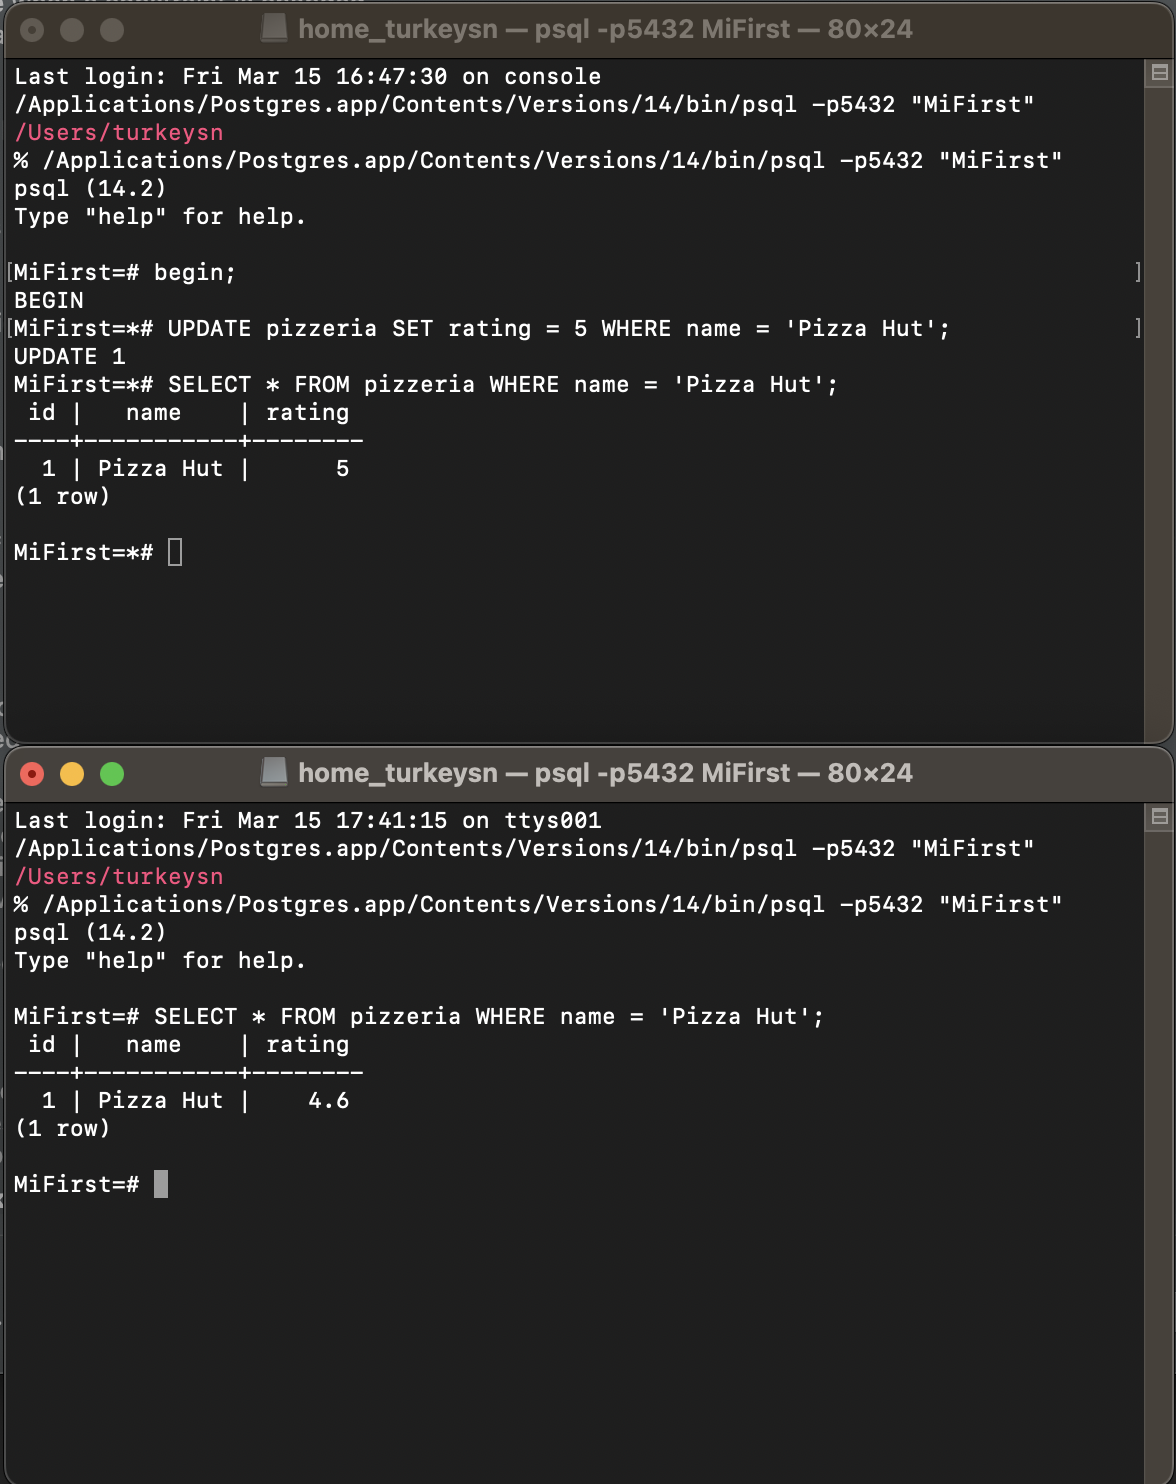 home_turkeysn — psql -p5432 MiFirst — 80×24
Last login: Fri Mar 15 16:47:30 on console
/Applications/Postgres.app/Contents/Versions/14/bin/psql -p5432 "MiFirst"
/Users/turkeysn
% /Applications/Postgres.app/Contents/Versions/14/bin/psql -p5432 "MiFirst"
psql (14.2)
Type "help" for help.
[MiFirst=# begin; ]
BEGIN
[MiFirst=*# UPDATE pizzeria SET rating = 5 WHERE name = 'Pizza Hut'; ]
UPDATE 1
MiFirst=*# SELECT * FROM pizzeria WHERE name = 'Pizza Hut';
 id |   name    | rating
----+-----------+--------
  1 | Pizza Hut |      5
(1 row)
MiFirst=*#
home_turkeysn — psql -p5432 MiFirst — 80×24
Last login: Fri Mar 15 17:41:15 on ttys001
/Applications/Postgres.app/Contents/Versions/14/bin/psql -p5432 "MiFirst"
/Users/turkeysn
% /Applications/Postgres.app/Contents/Versions/14/bin/psql -p5432 "MiFirst"
psql (14.2)
Type "help" for help.
MiFirst=# SELECT * FROM pizzeria WHERE name = 'Pizza Hut';
 id |   name    | rating
----+-----------+--------
  1 | Pizza Hut |    4.6
(1 row)
MiFirst=#